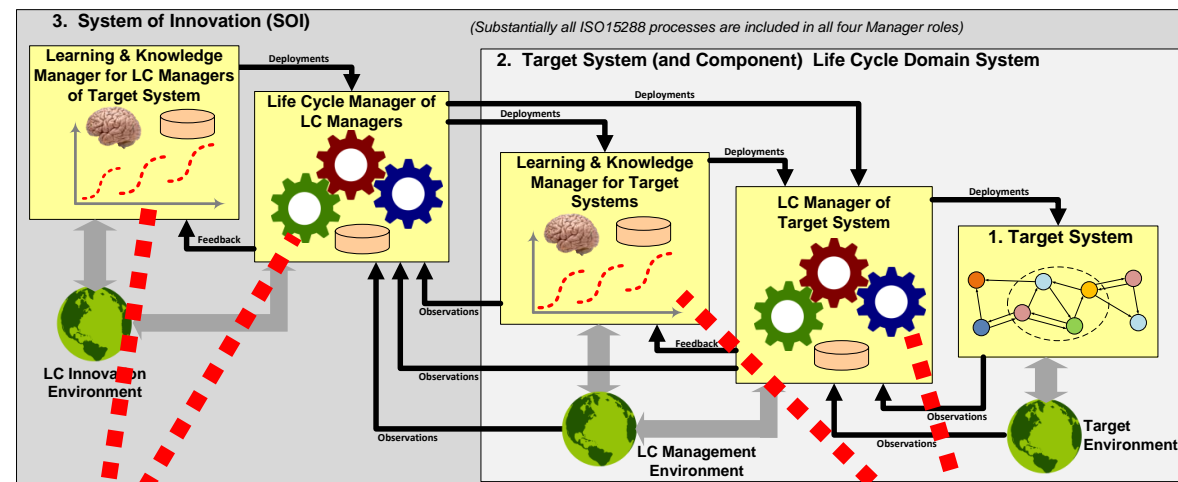 3. System of Innovation (SOI)
(Substantially all ISO15288 processes are included in all four Manager roles)
Learning & Knowledge
Manager for LC Managers
of Target System
Deployments
2. Target System (and Component) Life Cycle Domain System
Life Cycle Manager of
LC Managers
Deployments
Deployments
Learning & Knowledge
Manager for Target
Systems
Deployments
LC Manager of
Target System
Deployments
1. Target System
Feedback
Observations
Feedback
LC Innovation
Environment
Observations
Observations
Observations
Observations
LC Management
Environment
Target
Environment